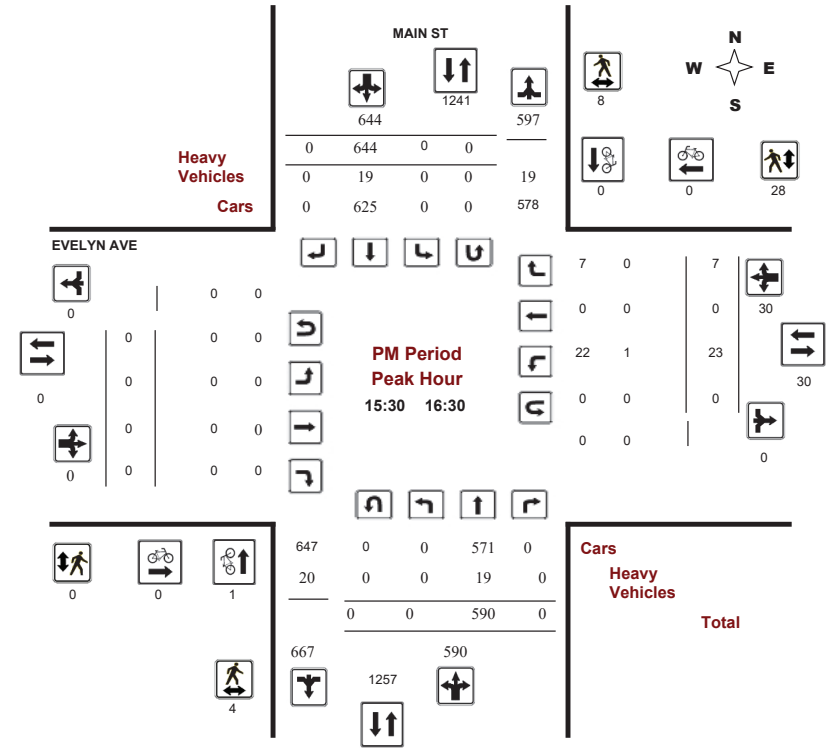 MAIN ST
N
W E
S
1241
8
644 597
0 644 0 0
Heavy
Vehicles
0 19 0 0 19
Cars
0 625 0 0 578
0 0 28
EVELYN AVE
0
0 0
0 0 0
0 0 0
0 0 0
0 0 0
0
0
7 0 7
0 0 0
22 1 23
0 0 0
0 0
30
30
0
PM Period
Peak Hour
15:30 16:30
647 0 0 571 0
20 0 0 19 0
0 0 590 0
667 590
1257
Cars
Heavy
Vehicles
Total
0 0 1
4